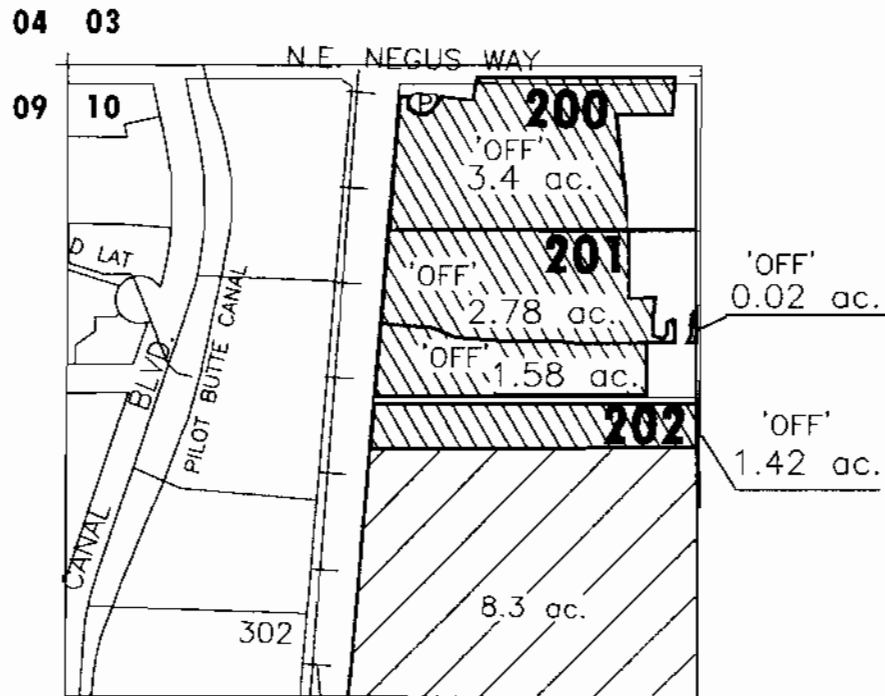 04 03
N.E. NEGUS WAY
09 10
P
200
'OFF'
3.4 ac.
D LAT
201
'OFF'
2.78 ac.
'OFF'
0.02 ac.
'OFF'
1.58 ac.
CANAL BLVD.
PILOT BUTTE CANAL
202
'OFF'
1.42 ac.
8.3 ac.
302